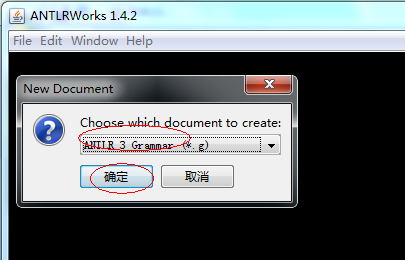 ANTLRWorks 1.4.2
File Edit Window Help
New Document
Choose which document to create:
ANTLR 3 Grammar (*.g)
确定 取消